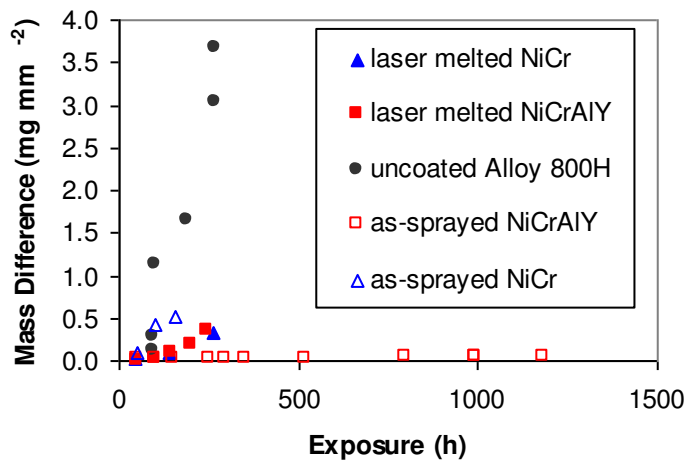 Mass Difference (mg mm -2)
4.0
3.5
3.0
2.5
2.0
1.5
1.0
0.5
0.0
laser melted NiCr
laser melted NiCrAlY
uncoated Alloy 800H
as-sprayed NiCrAlY
as-sprayed NiCr
0 500 1000 1500
Exposure (h)